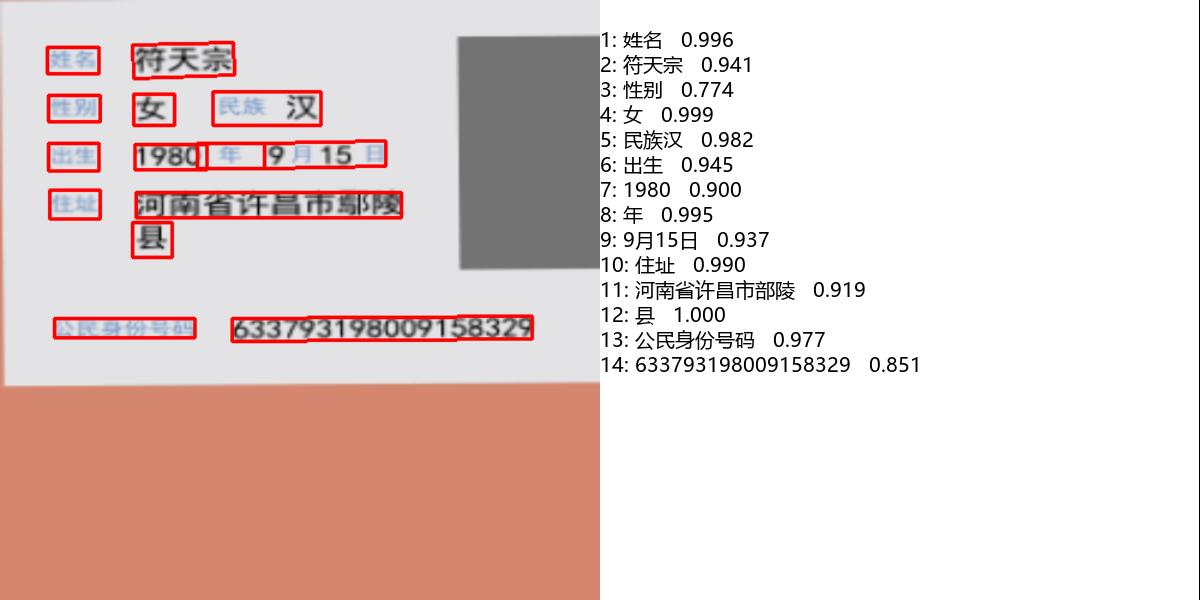 姓名 符天宗
性别 女 民族 汉
出生 1980 年 9 月 15 日
住址 河南省许昌市鄢陵
县
公民身份号码 633793198009158329
1: 姓名 0.996
2: 符天宗 0.941
3: 性别 0.774
4: 女 0.999
5: 民族汉 0.982
6: 出生 0.945
7: 1980 0.900
8: 年 0.995
9: 9月15日 0.937
10: 住址 0.990
11: 河南省许昌市部陵 0.919
12: 县 1.000
13: 公民身份号码 0.977
14: 633793198009158329 0.851